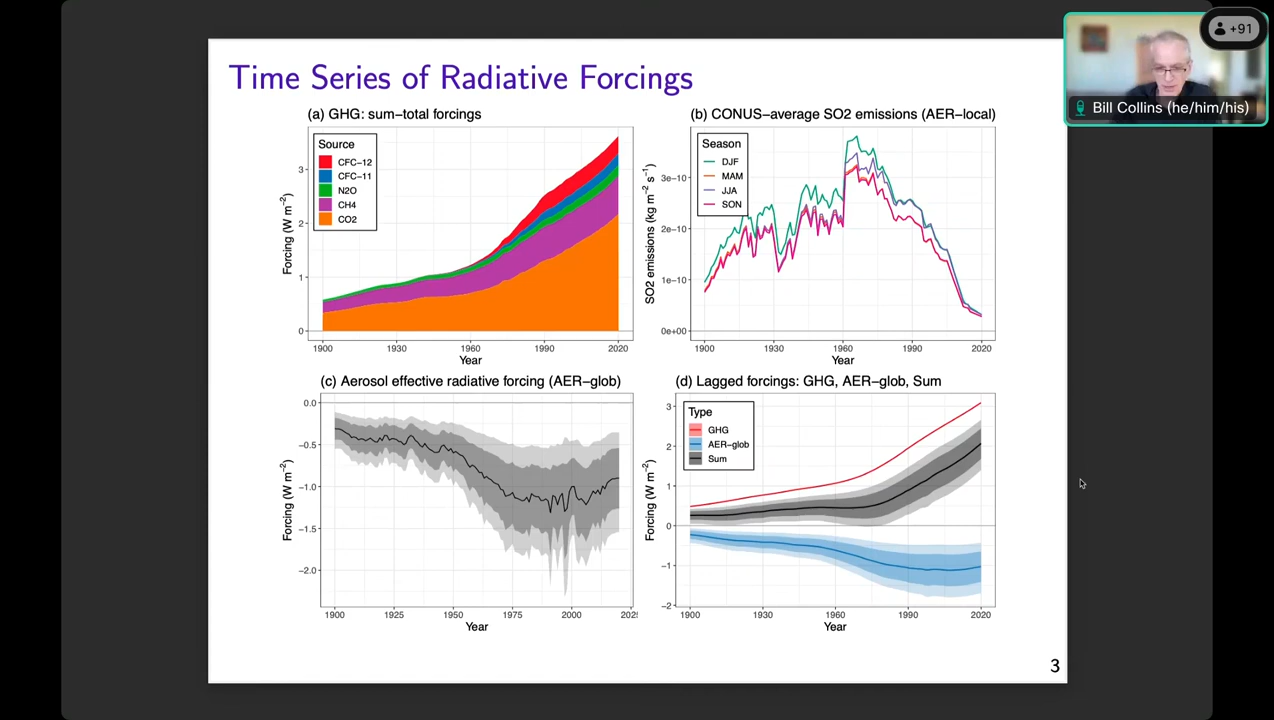 +91
Bill Collins (he/him/his)
Time Series of Radiative Forcings
(a) GHG: sum-total forcings
Source
CFC-12
CFC-11
N2O
CH4
CO2
Forcing (W m⁻²)
3
2
1
0
1900 1930 1960 1990 2020
Year
(b) CONUS-average SO2 emissions (AER-local)
Season
DJF
MAM
JJA
SON
SO2 emissions (kg m⁻² s⁻¹)
3e-10
2e-10
1e-10
0e+00
1900 1930 1960 1990 2020
Year
(c) Aerosol effective radiative forcing (AER-glob)
Forcing (W m⁻²)
0.0
-0.5
-1.0
-1.5
-2.0
1900 1925 1950 1975 2000 202
Year
(d) Lagged forcings: GHG, AER-glob, Sum
Type
GHG
AER-glob
Sum
Forcing (W m⁻²)
3
2
1
0
-1
-2
1900 1930 1960 1990 2020
Year
3